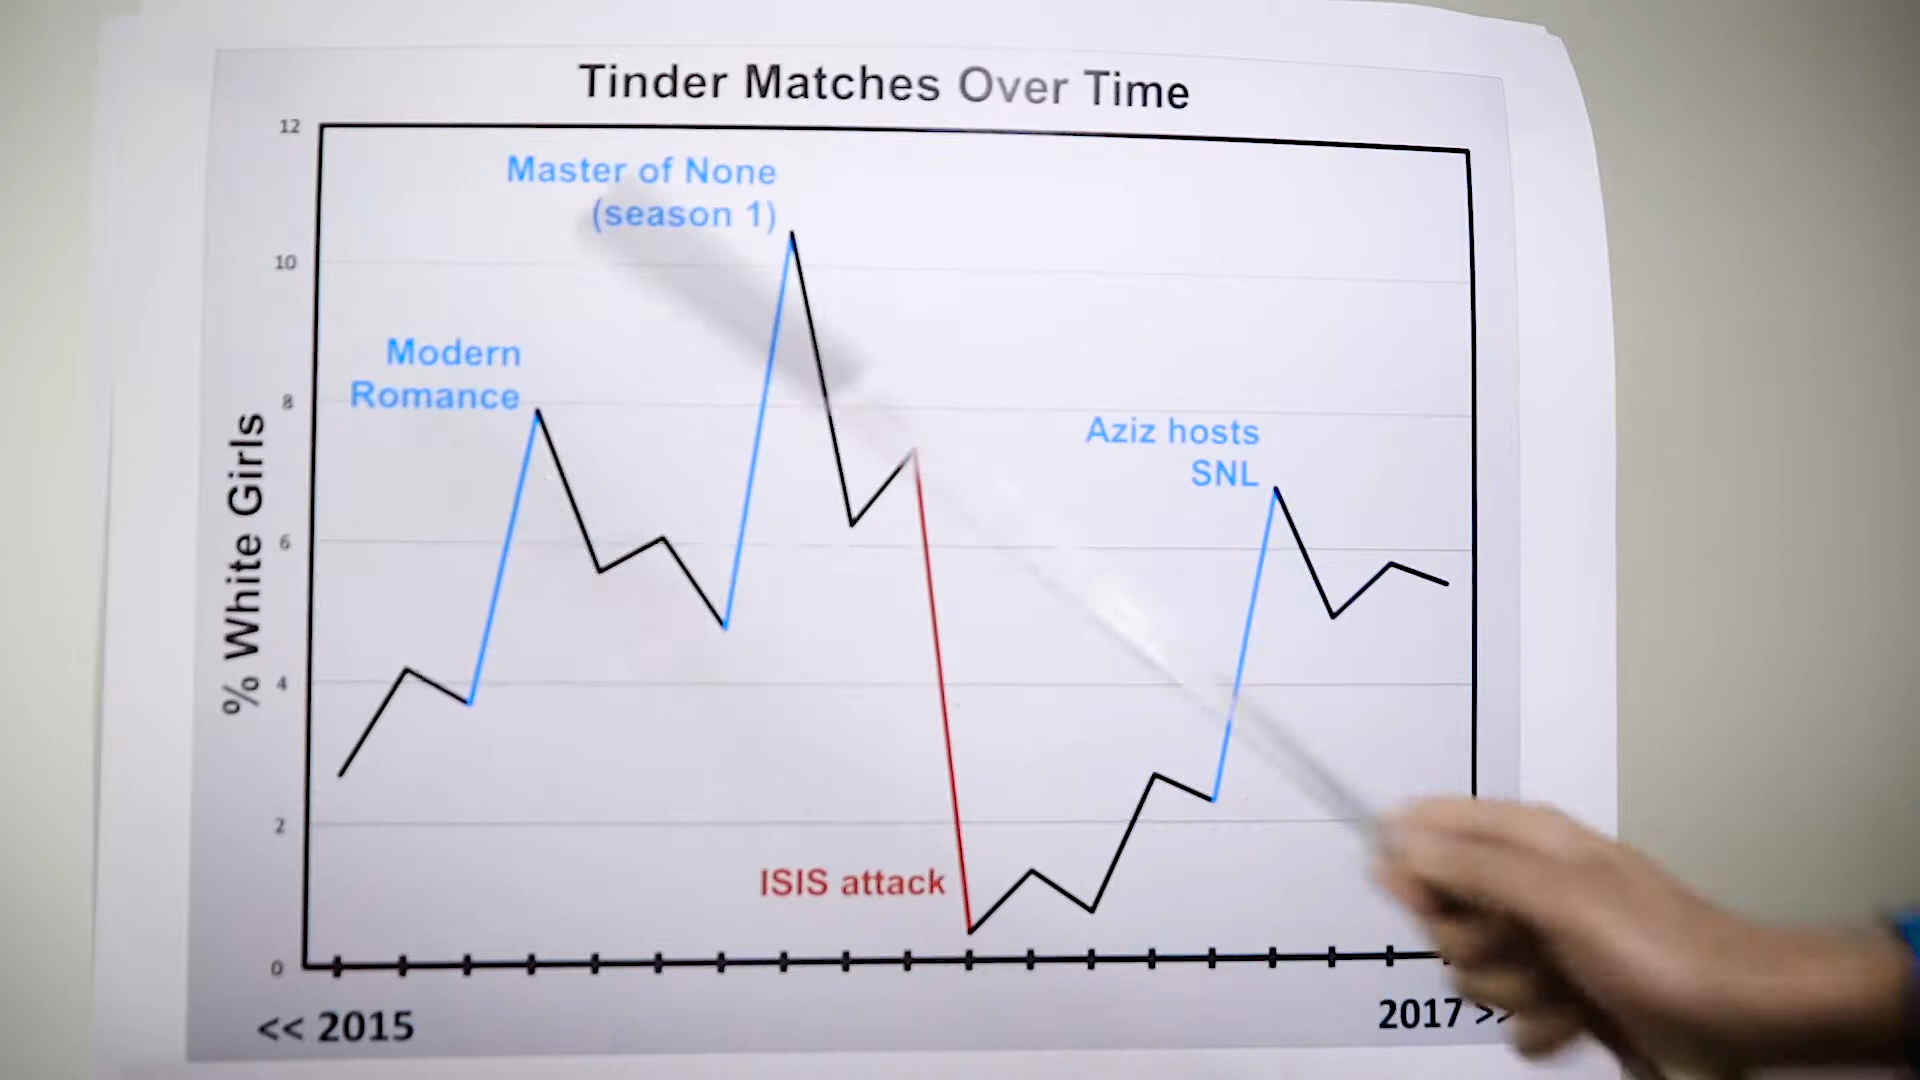 Tinder Matches Over Time
12
10
8
6
4
2
0
% White Girls
Master of None
(season 1)
Modern
Romance
Aziz hosts
SNL
ISIS attack
<< 2015
2017 >>